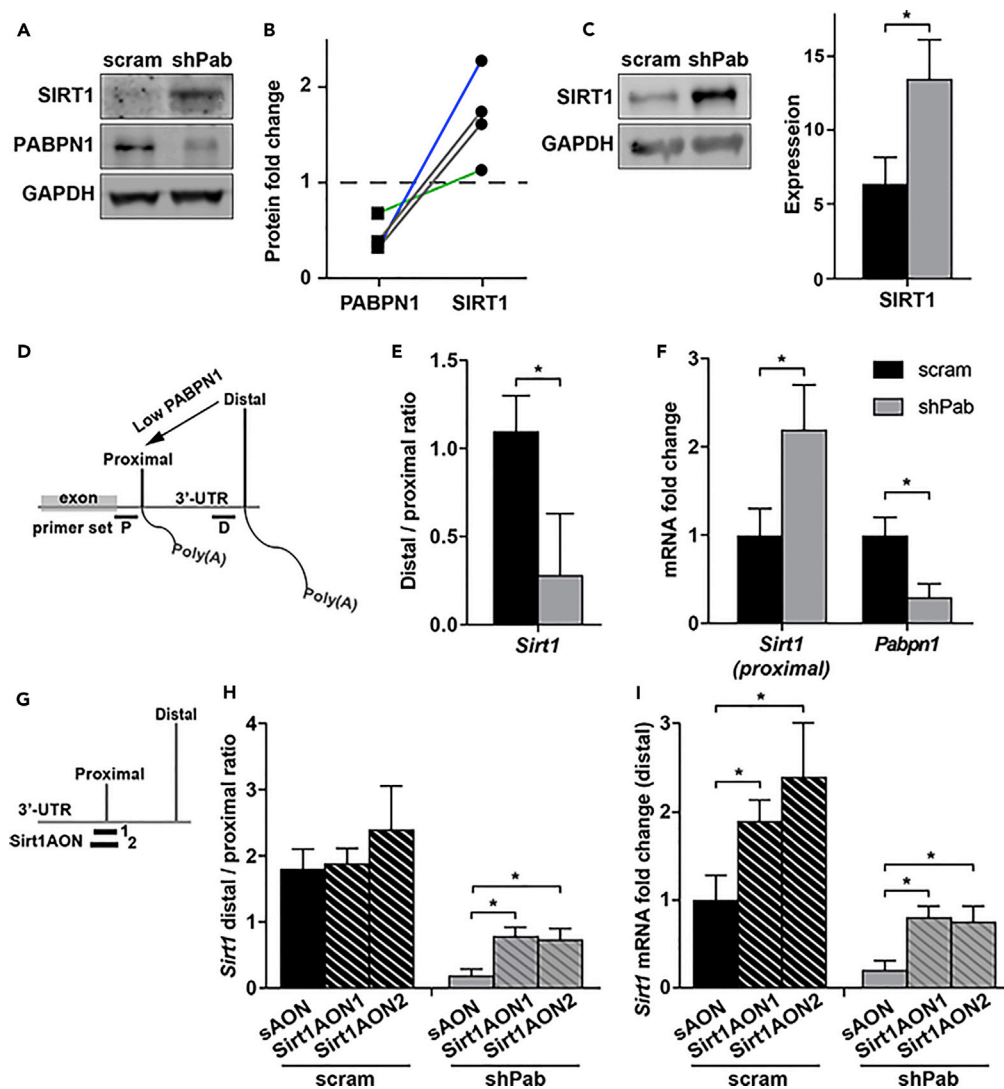 A
scram shPab
SIRT1
PABPN1
GAPDH
B
Protein fold change
2
1
0
PABPN1 SIRT1
C
scram shPab
SIRT1
GAPDH
Expresseion
15
10
5
0
*
SIRT1
D
Low PABPN1
Distal
Proximal
exon
3'-UTR
primer set P
D
Poly(A)
Poly(A)
E
Distal / proximal ratio
1.5
1.0
0.5
0.0
*
Sirt1
F
mRNA fold change
3
2
1
0
*
*
scram
shPab
Sirt1
(proximal)
Pabpn1
G
Distal
Proximal
3'-UTR
1
Sirt1AON 2
H
Sirt1 distal / proximal ratio
4
3
2
1
0
*
*
sAON Sirt1AON1 Sirt1AON2 sAON Sirt1AON1 Sirt1AON2
scram shPab
I
Sirt1 mRNA fold change (distal)
3
2
1
0
*
*
*
*
sAON Sirt1AON1 Sirt1AON2 sAON Sirt1AON1 Sirt1AON2
scram shPab